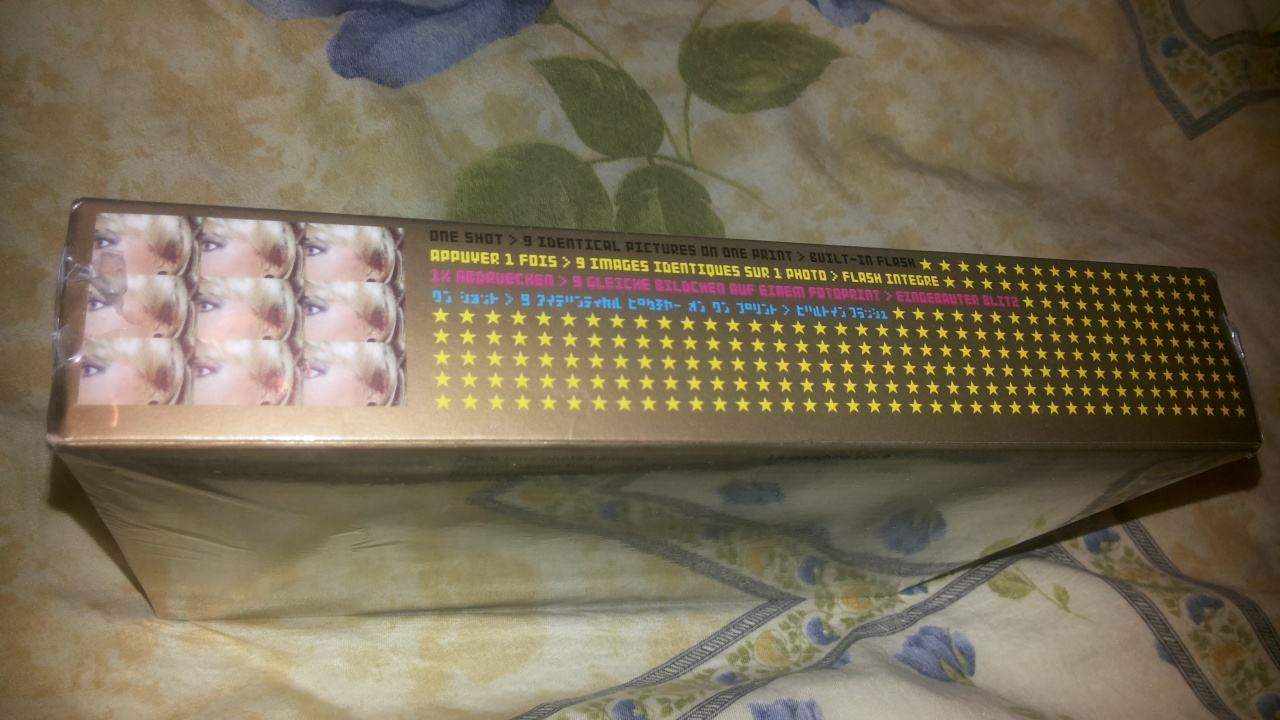 ONE SHOT > 9 IDENTICAL PICTURES ON ONE PRINT > BUILT-IN FLASH
APPUYER 1 FOIS > 9 IMAGES IDENTIQUES SUR 1 PHOTO > FLASH INTEGRE
1X ABDRUECKEN > 9 GLEICHE BILDCHEN AUF EINEM FOTOPRINT > EINGEBAUTER BLITZ
ワン ショット > 9 アイデンティカル ピクチャー オン ワン プリント > ビルトイン フラッシュ